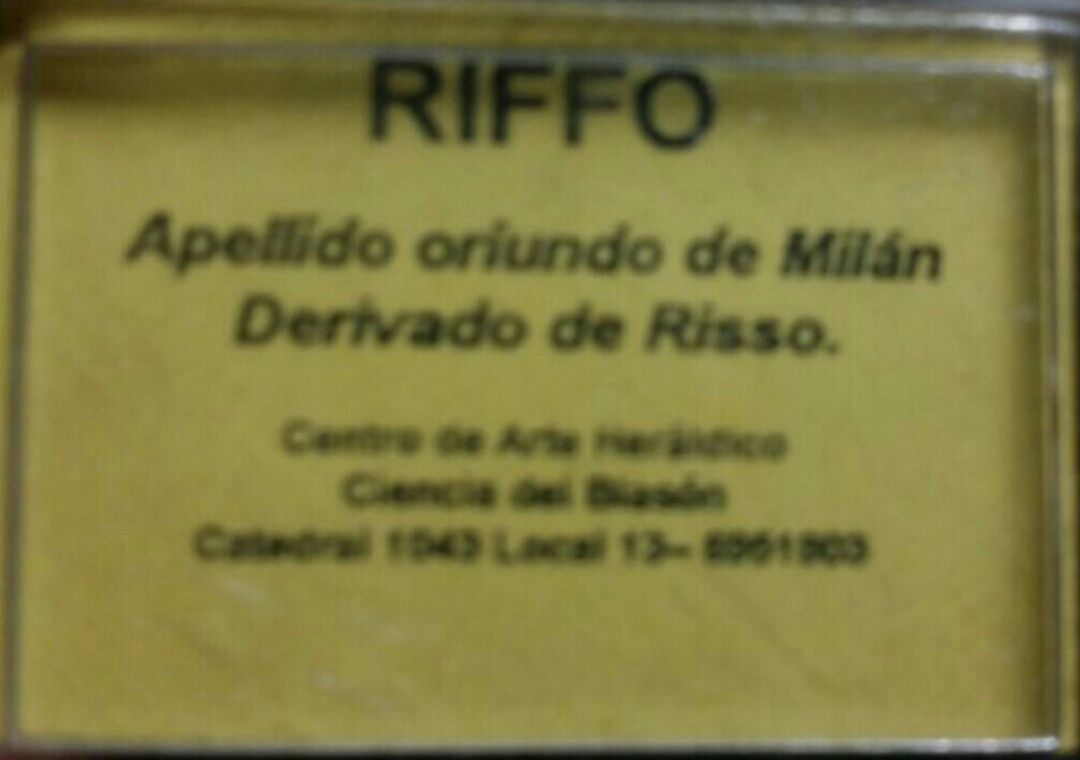 RIFFO
Apellido oriundo de Milán
Derivado de Risso.
Centro de Arte Heráldico
Ciencia del Blasón
Catedral 1043 Local 13–